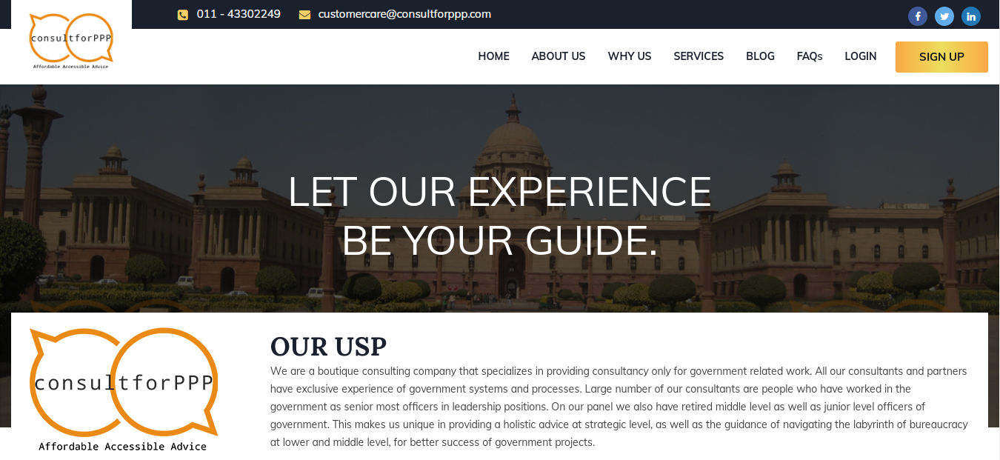 011 - 43302249 customercare@consultforppp.com
consultforPPP
Affordable Accessible Advice
HOME ABOUT US WHY US SERVICES BLOG FAQs LOGIN SIGN UP
LET OUR EXPERIENCE
BE YOUR GUIDE.
consultforPPP
Affordable Accessible Advice
OUR USP
We are a boutique consulting company that specializes in providing consultancy only for government related work. All our consultants and partners
have exclusive experience of government systems and processes. Large number of our consultants are people who have worked in the
government as senior most officers in leadership positions. On our panel we also have retired middle level as well as junior level officers of
government. This makes us unique in providing a holistic advice at strategic level, as well as the guidance of navigating the labyrinth of bureaucracy
at lower and middle level, for better success of government projects.